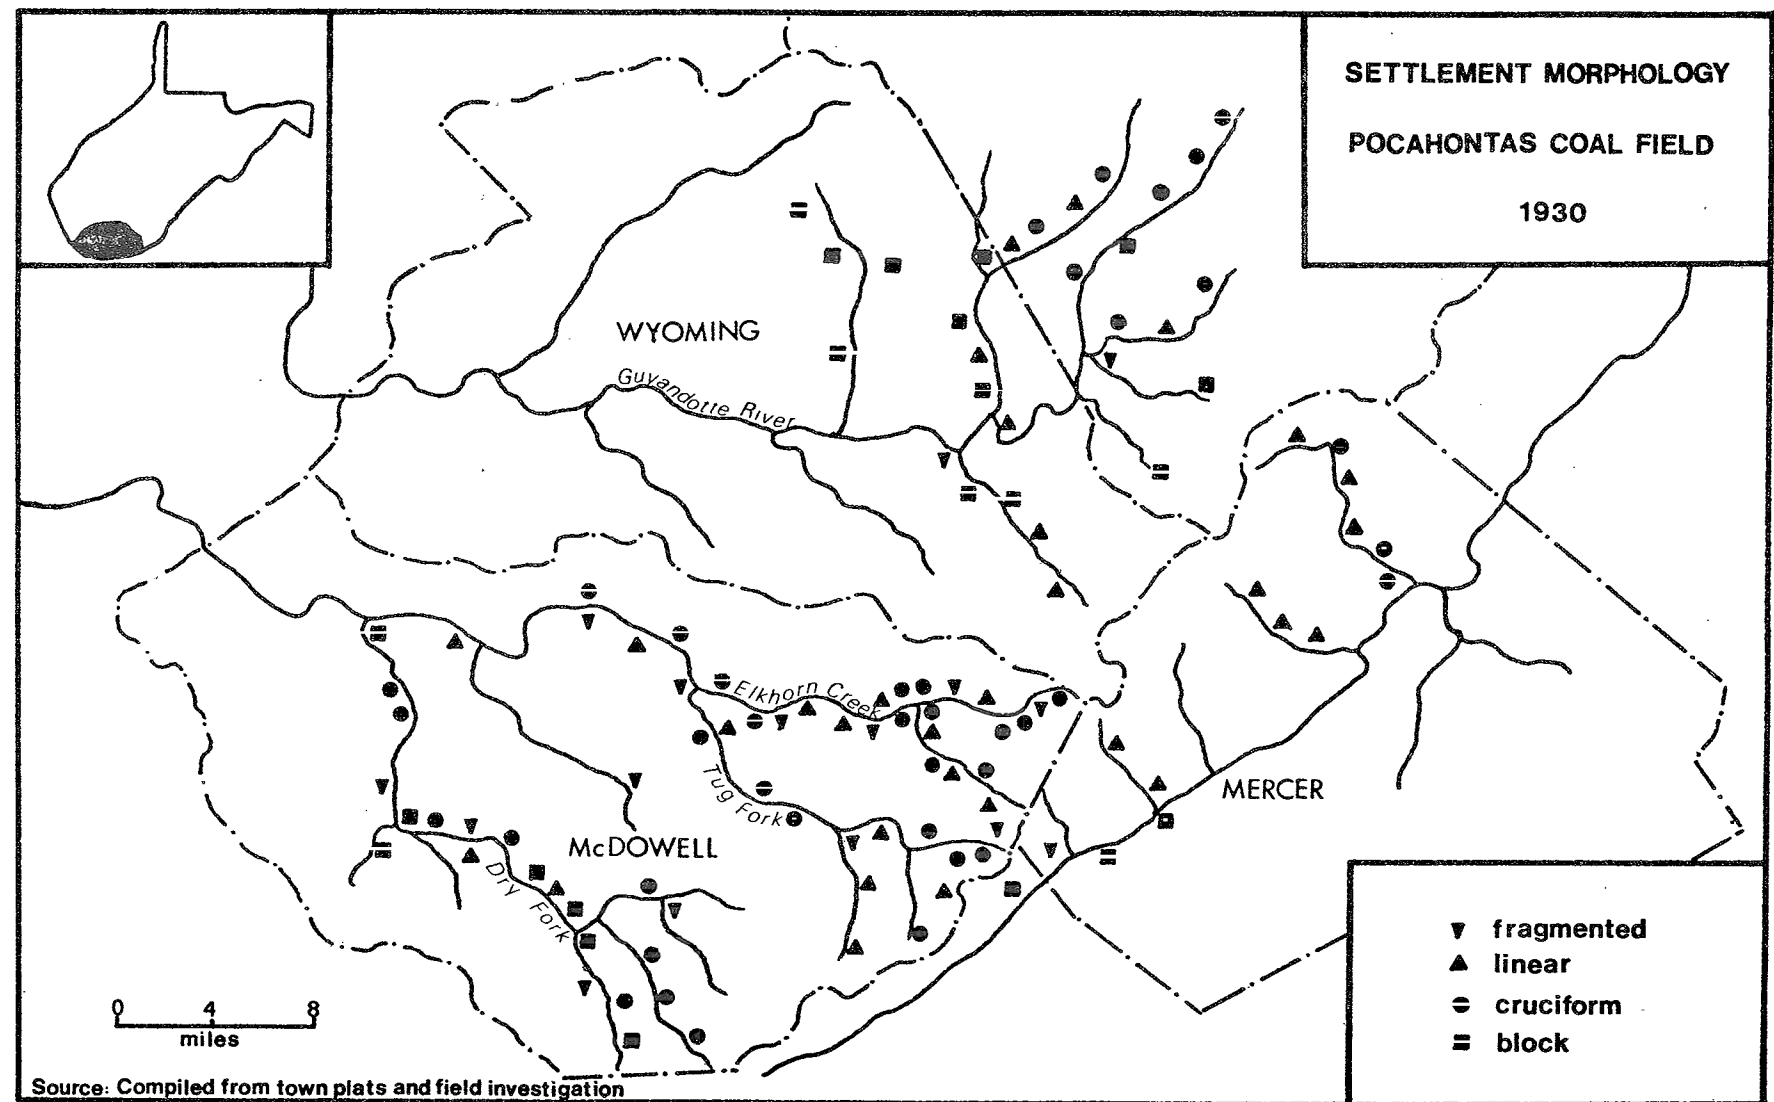 SETTLEMENT MORPHOLOGY
POCAHONTAS COAL FIELD
1930
WYOMING
Guyandotte River
Elkhorn Creek
Tug Fork
MERCER
McDOWELL
Dry Fork
fragmented
linear
cruciform
block
0 4 8
miles
Source: Compiled from town plats and field investigation